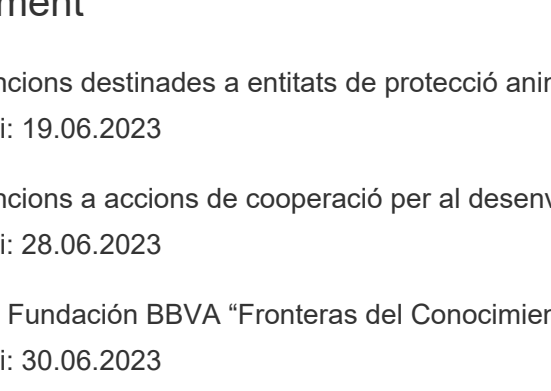 ment
ncions destinades a entitats de protecció anim
i: 19.06.2023
ncions a accions de cooperació per al desenv
i: 28.06.2023
Fundación BBVA “Fronteras del Conocimien
i: 30.06.2023